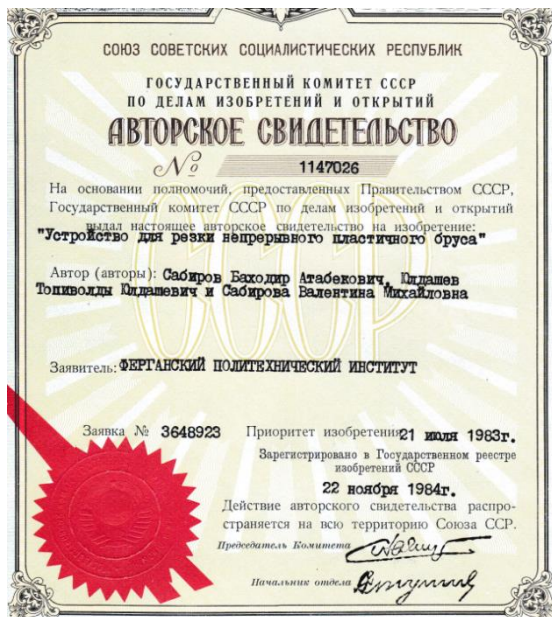 СОЮЗ СОВЕТСКИХ СОЦИАЛИСТИЧЕСКИХ РЕСПУБЛИК
ГОСУДАРСТВЕННЫЙ КОМИТЕТ СССР
ПО ДЕЛАМ ИЗОБРЕТЕНИЙ И ОТКРЫТИЙ
АВТОРСКОЕ СВИДЕТЕЛЬСТВО
№ 1147026
На основании полномочий, предоставленных Правительством СССР,
Государственный комитет СССР по делам изобретений и открытий
выдал настоящее авторское свидетельство на изобретение:
"Устройство для резки непрерывного пластичного бруса"
Автор (авторы): Сабиров Баходир Атабекович, Юлдашев
Топиволды Юлдашевич и Сабирова Валентина Михайловна
СССР
Заявитель: ФЕРГАНСКИЙ ПОЛИТЕХНИЧЕСКИЙ ИНСТИТУТ
Заявка № 3648923 Приоритет изобретения 21 июля 1983г.
Зарегистрировано в Государственном реестре
изобретений СССР
22 ноября 1984г.
Действие авторского свидетельства распро-
страняется на всю территорию Союза ССР.
Председатель Комитета
Начальник отдела